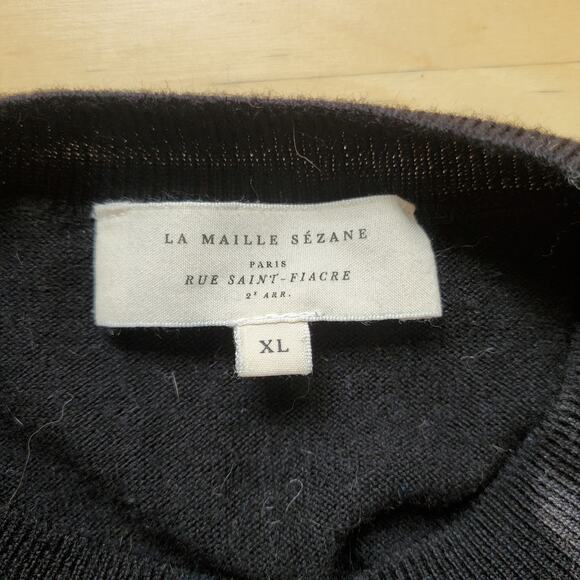 LA MAILLE SÉZANE
PARIS
RUE SAINT-FIACRE
2ᴱ ARR.
XL